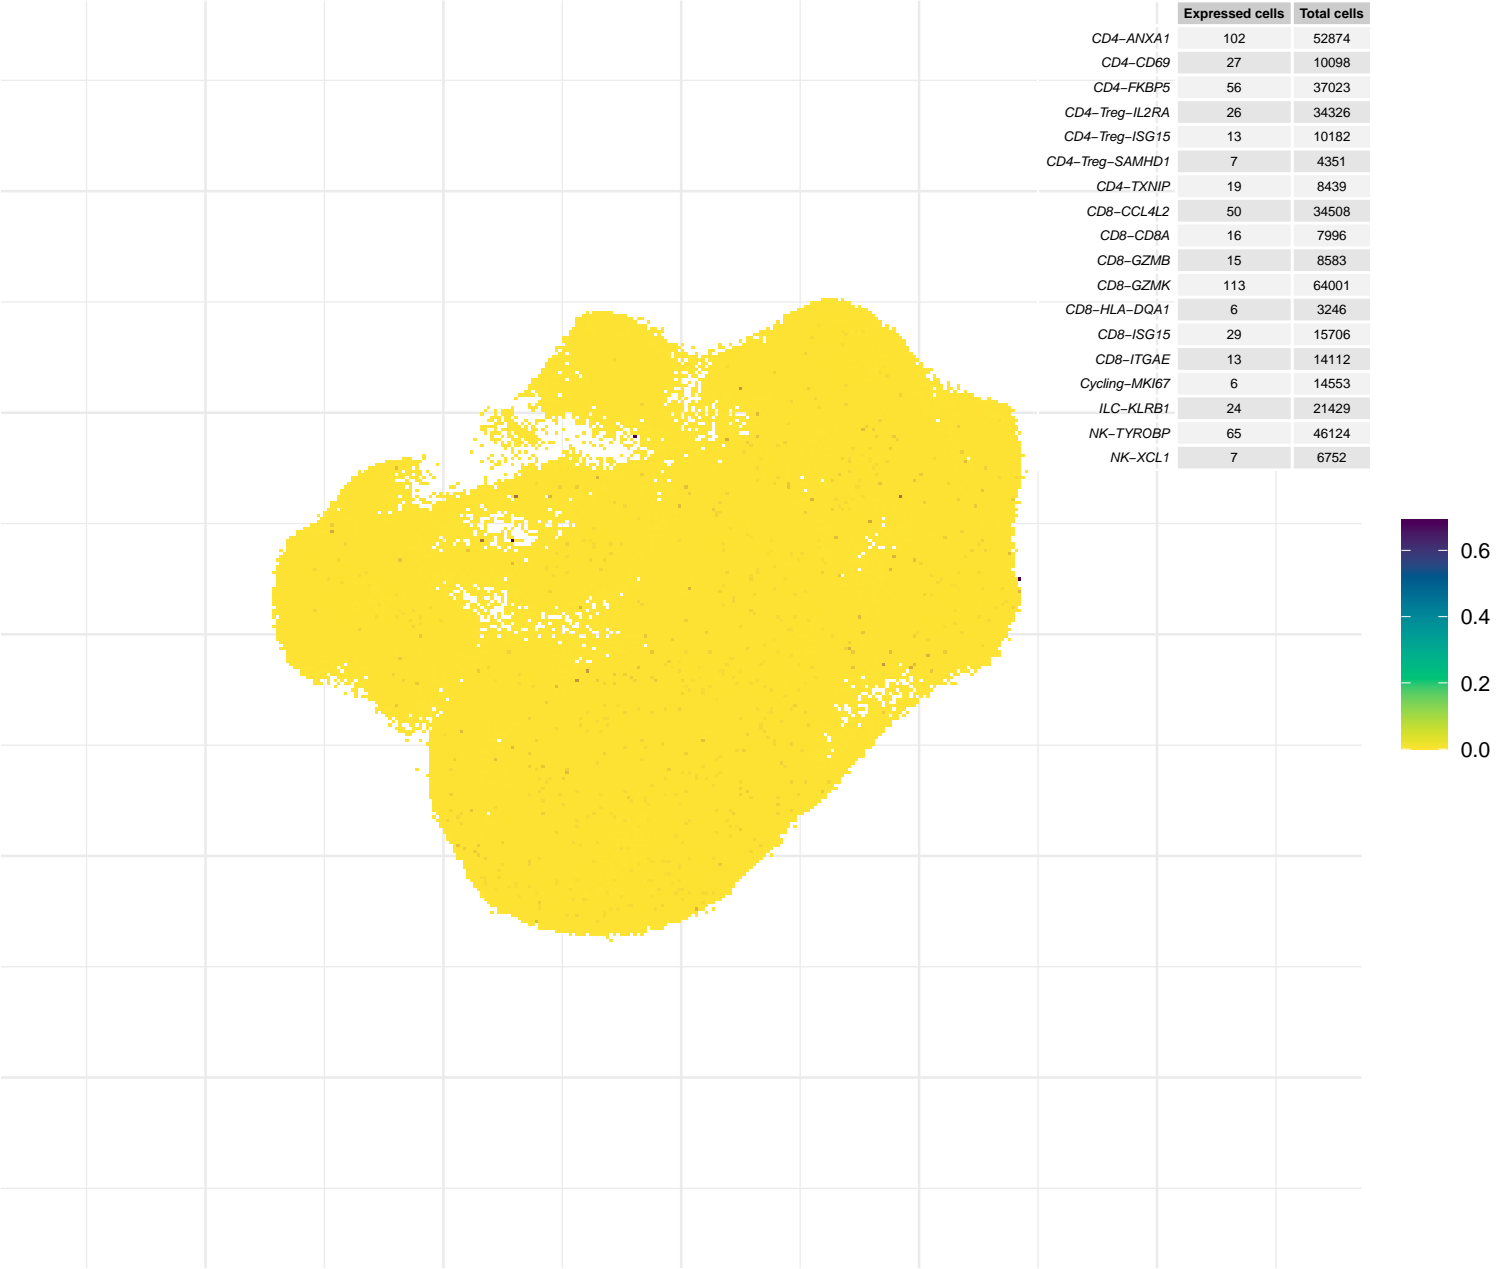 Expressed cells Total cells
CD4−ANXA1 102 52874
CD4−CD69 27 10098
CD4−FKBP5 56 37023
CD4−Treg−IL2RA 26 34326
CD4−Treg−ISG15 13 10182
CD4−Treg−SAMHD1 7 4351
CD4−TXNIP 19 8439
CD8−CCL4L2 50 34508
CD8−CD8A 16 7996
CD8−GZMB 15 8583
CD8−GZMK 113 64001
CD8−HLA−DQA1 6 3246
CD8−ISG15 29 15706
CD8−ITGAE 13 14112
Cycling−MKI67 6 14553
ILC−KLRB1 24 21429
NK−TYROBP 65 46124
NK−XCL1 7 6752
0.6
0.4
0.2
0.0